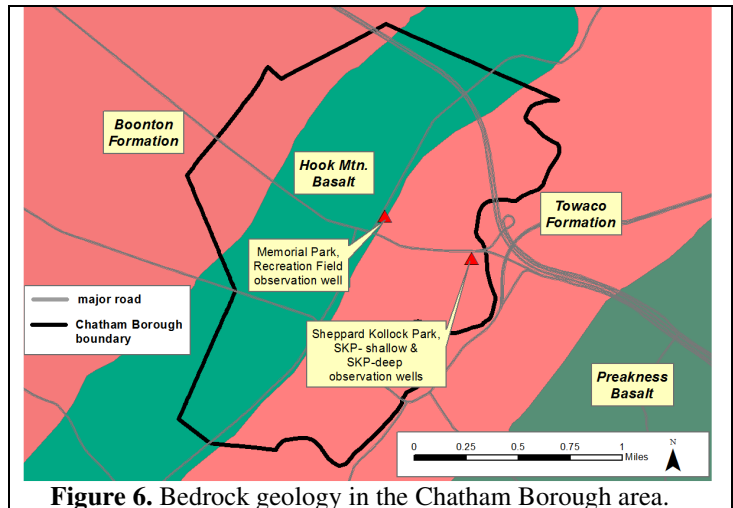 Boonton
Formation
Hook Mtn.
Basalt
Towaco
Formation
Memorial Park,
Recreation Field
observation well
major road
Chatham Borough
boundary
Sheppard Kollock Park,
SKP- shallow &
SKP-deep
observation wells
Preakness
Basalt
0 0.25 0.5 0.75 1
Miles
N
Figure 6. Bedrock geology in the Chatham Borough area.